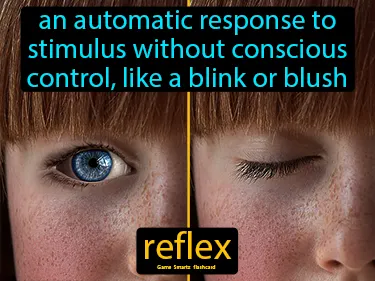 an automatic response to
stimulus without conscious
control, like a blink or blush
reflex
Game Smartz flashcard